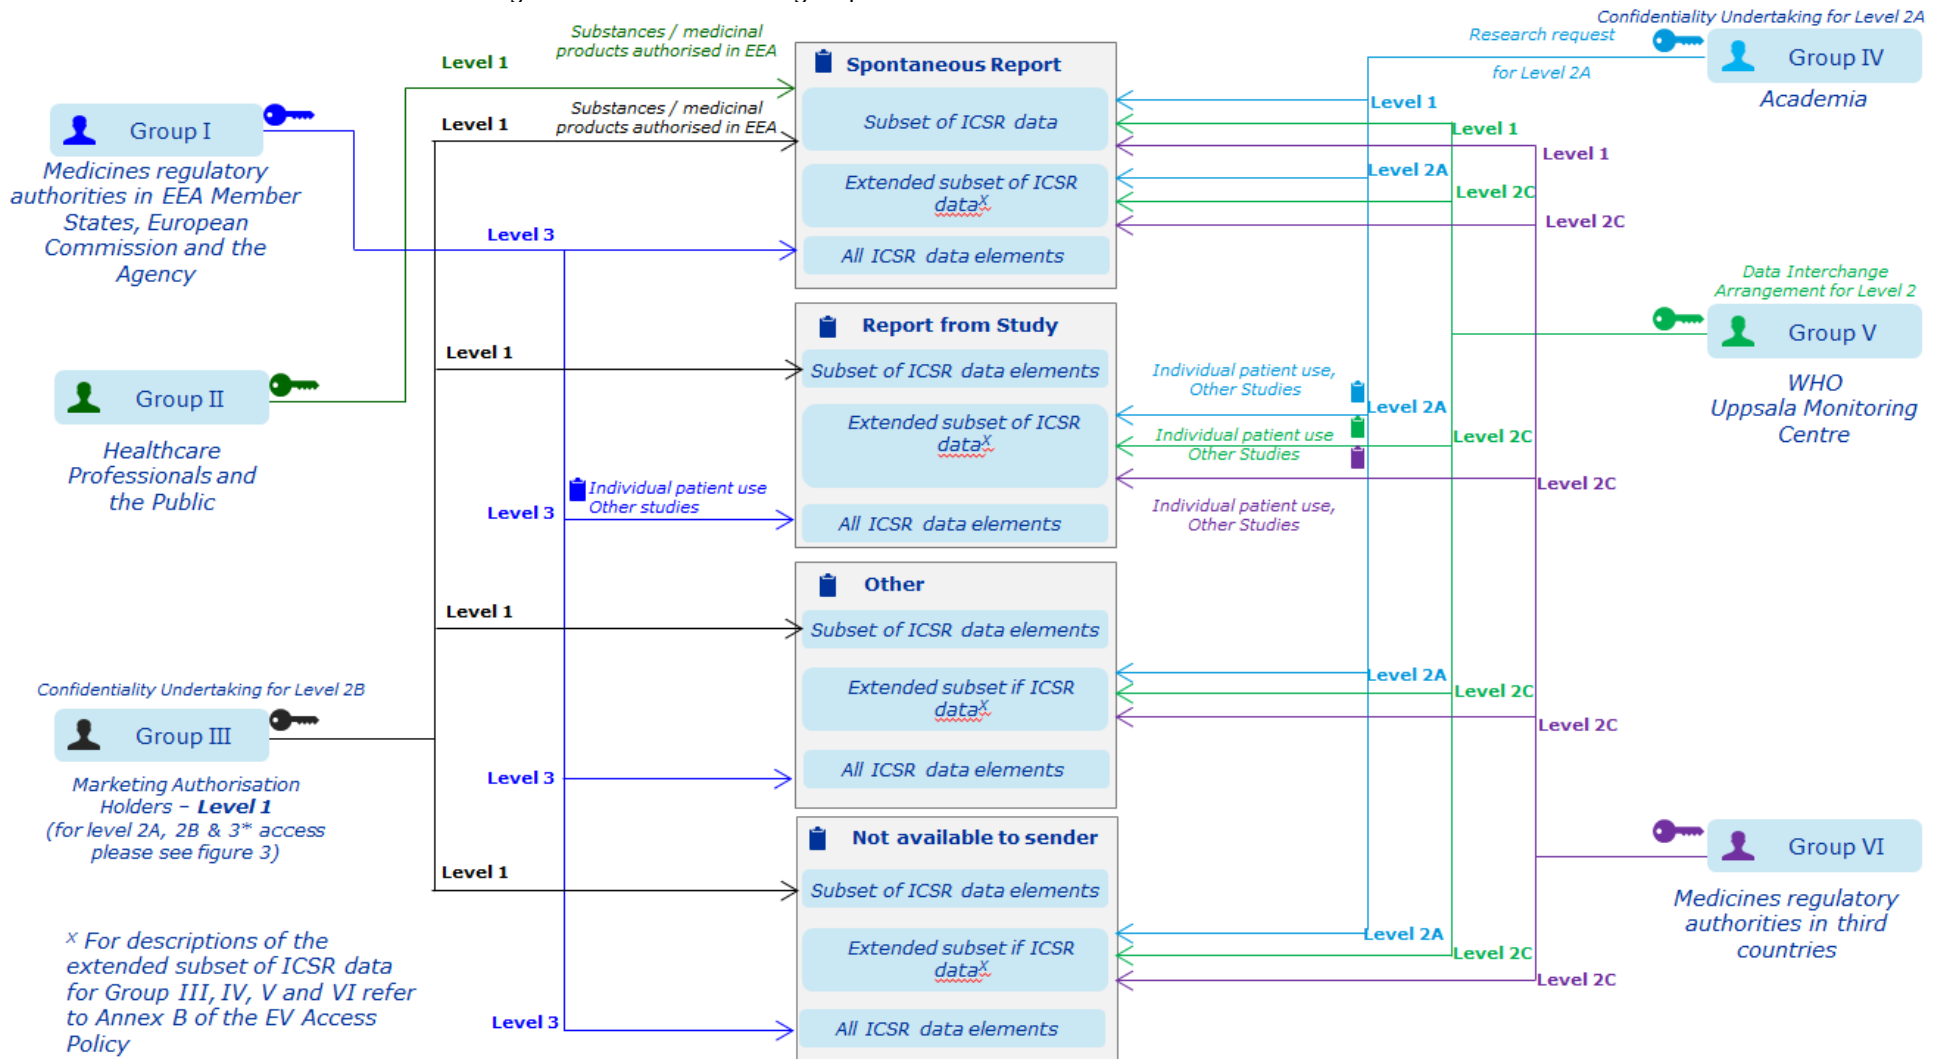 Confidentiality Undertaking for Level 2A
Research request
for Level 2A
Group IV
Academia
Substances / medicinal
products authorised in EEA
Level 1
Spontaneous Report
Substances / medicinal
products authorised in EEA
Level 1
Subset of ICSR data
Level 1
Level 1
Level 1
Group I
Medicines regulatory
authorities in EEA Member
States, European
Commission and the
Agency
Extended subset of ICSR
dataX
Level 2A
Level 2C
Level 2C
Level 3
All ICSR data elements
Data Interchange
Arrangement for Level 2
Group V
WHO
Uppsala Monitoring
Centre
Report from Study
Level 1
Subset of ICSR data elements
Individual patient use,
Other Studies
Level 2A
Group II
Healthcare
Professionals and
the Public
Extended subset of ICSR
dataX
Individual patient use
Other Studies
Level 2C
Level 2C
Individual patient use
Other studies
Level 3
All ICSR data elements
Individual patient use,
Other Studies
Other
Level 1
Subset of ICSR data elements
Confidentiality Undertaking for Level 2B
Group III
Marketing Authorisation
Holders – Level 1
(for level 2A, 2B & 3* access
please see figure 3)
Extended subset if ICSR
dataX
Level 2A
Level 2C
Level 2C
Level 3
All ICSR data elements
Not available to sender
Level 1
Subset of ICSR data elements
Group VI
Medicines regulatory
authorities in third
countries
Extended subset if ICSR
dataX
Level 2A
Level 2C
Level 2C
Level 3
All ICSR data elements
X For descriptions of the
extended subset of ICSR data
for Group III, IV, V and VI refer
to Annex B of the EV Access
Policy